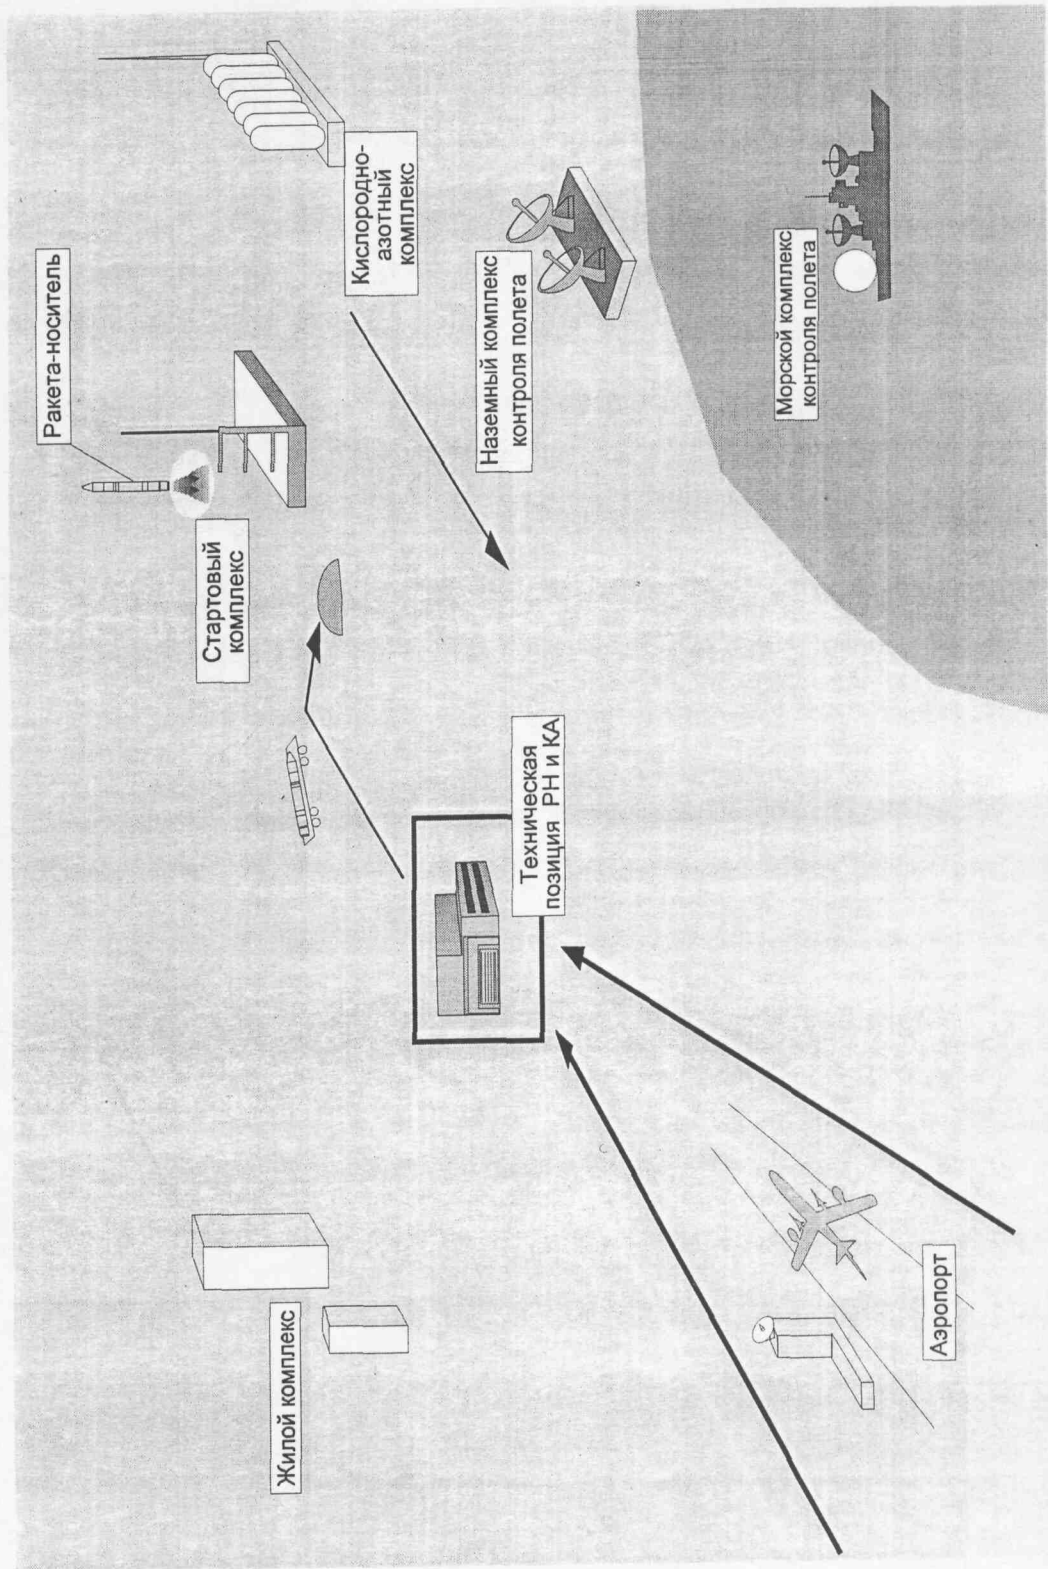 Ракета-носитель
Стартовый
комплекс
Кислородно-
азотный
комплекс
Наземный комплекс
контроля полета
Морской комплекс
контроля полета
Техническая
позиция РН и КА
Жилой комплекс
Аэропорт